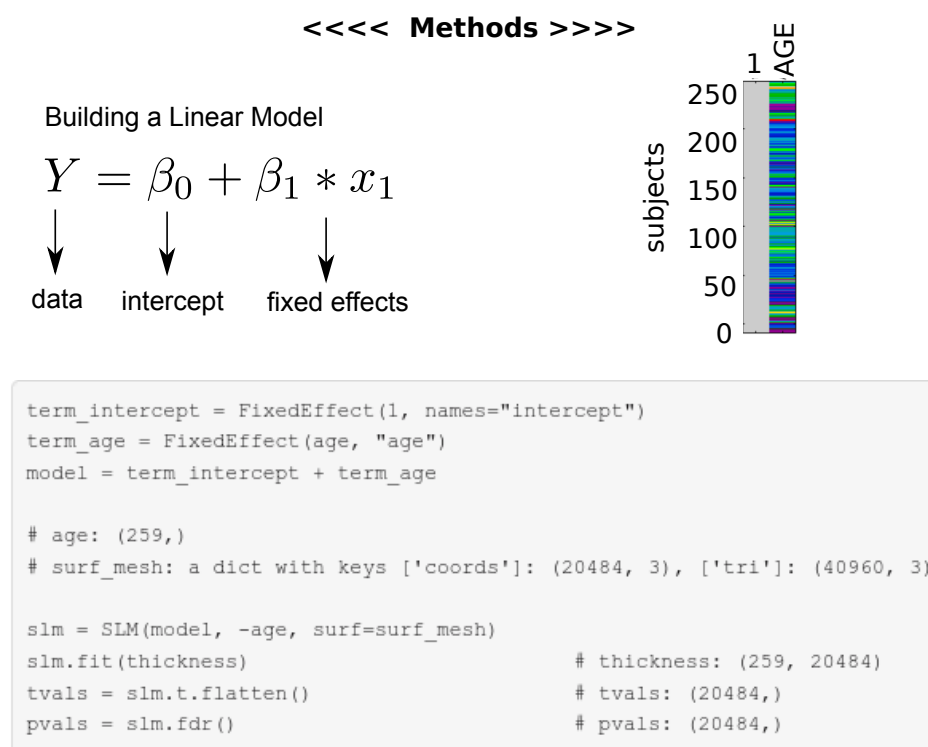 <<<< Methods >>>>
Building a Linear Model
Y = β₀ + β₁ * x₁
data intercept fixed effects
1 AGE
subjects
250
200
150
100
50
0
term_intercept = FixedEffect(1, names="intercept")
term_age = FixedEffect(age, "age")
model = term_intercept + term_age
# age: (259,)
# surf_mesh: a dict with keys ['coords']: (20484, 3), ['tri']: (40960, 3)
slm = SLM(model, -age, surf=surf_mesh)
slm.fit(thickness) # thickness: (259, 20484)
tvals = slm.t.flatten() # tvals: (20484,)
pvals = slm.fdr() # pvals: (20484,)